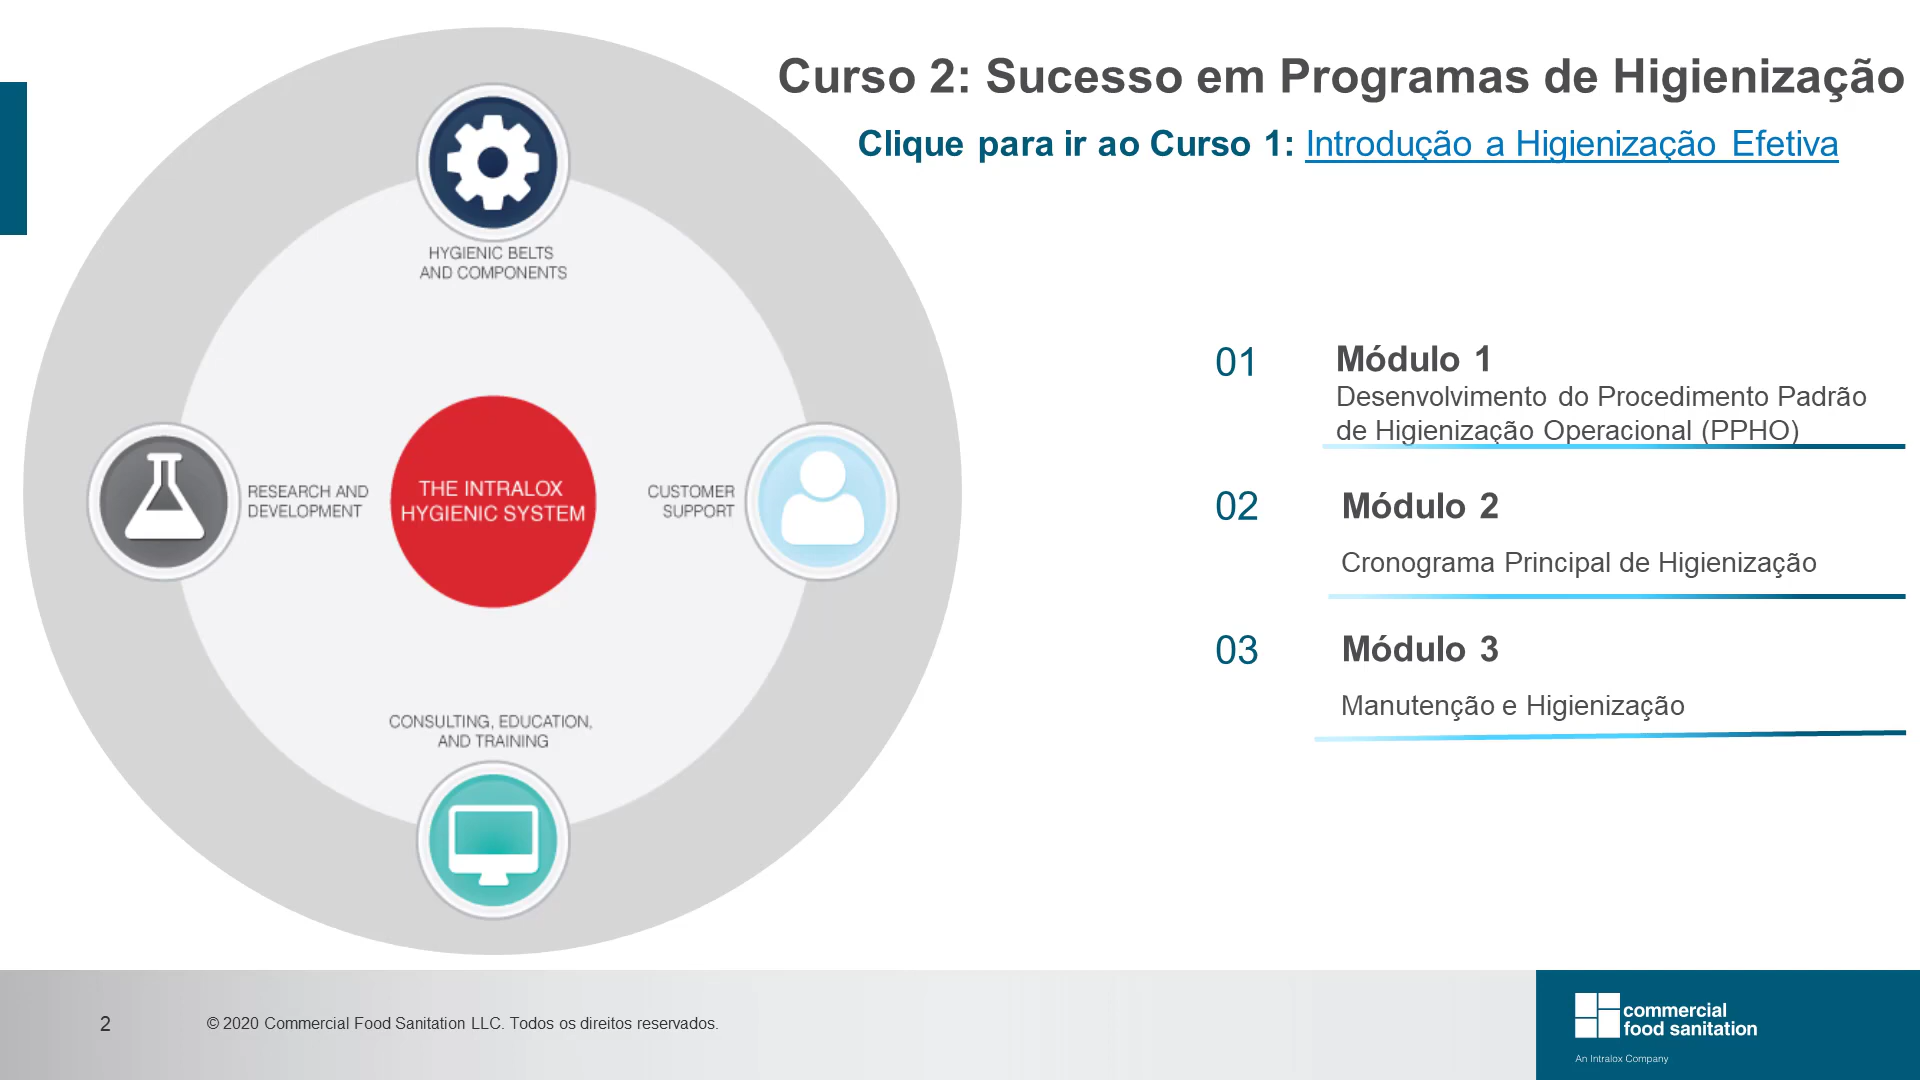 Curso 2: Sucesso em Programas de Higienização
Clique para ir ao Curso 1: Introdução a Higienização Efetiva
HYGIENIC BELTS
AND COMPONENTS
RESEARCH AND
DEVELOPMENT
THE INTRALOX
HYGIENIC SYSTEM
CUSTOMER
SUPPORT
CONSULTING, EDUCATION,
AND TRAINING
01
Módulo 1
Desenvolvimento do Procedimento Padrão
de Higienização Operacional (PPHO)
02
Módulo 2
Cronograma Principal de Higienização
03
Módulo 3
Manutenção e Higienização
2
© 2020 Commercial Food Sanitation LLC. Todos os direitos reservados.
commercial
food sanitation
An Intralox Company